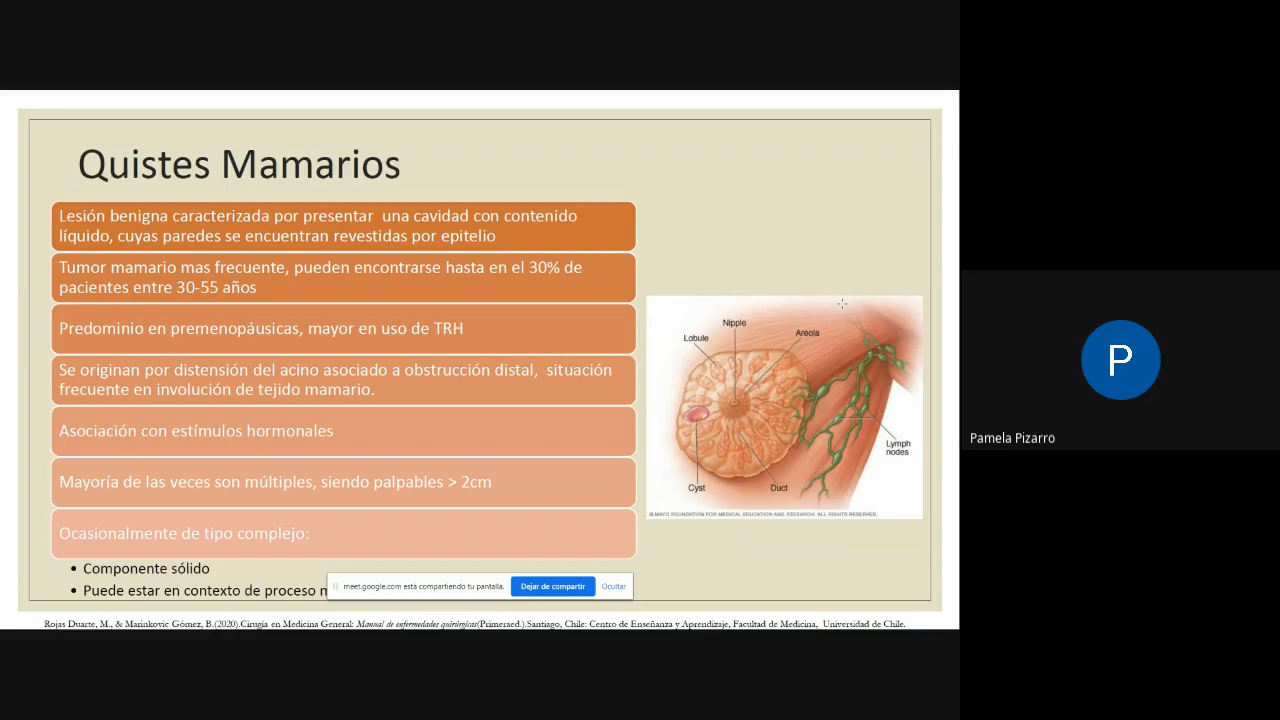 Quistes Mamarios
Lesión benigna caracterizada por presentar una cavidad con contenido
líquido, cuyas paredes se encuentran revestidas por epitelio
Tumor mamario mas frecuente, pueden encontrarse hasta en el 30% de
pacientes entre 30-55 años
Predominio en premenopáusicas, mayor en uso de TRH
Se originan por distensión del acino asociado a obstrucción distal, situación
frecuente en involución de tejido mamario.
Asociación con estímulos hormonales
Mayoría de las veces son múltiples, siendo palpables > 2cm
Ocasionalmente de tipo complejo:
• Componente sólido
• Puede estar en contexto de proceso
meet.google.com está compartiendo tu pantalla.
Dejar de compartir
Ocultar
Nipple
Lobule
Areola
Lymph
nodes
Cyst
Duct
© MAYO FOUNDATION FOR MEDICAL EDUCATION AND RESEARCH. ALL RIGHTS RESERVED.
Rojas Duarte, M., & Marinkovic Gómez, B.(2020).Cirugía en Medicina General: Manual de enfermedades quirúrgicas(Primeraed.).Santiago, Chile: Centro de Enseñanza y Aprendizaje, Facultad de Medicina, Universidad de Chile.
P
Pamela Pizarro